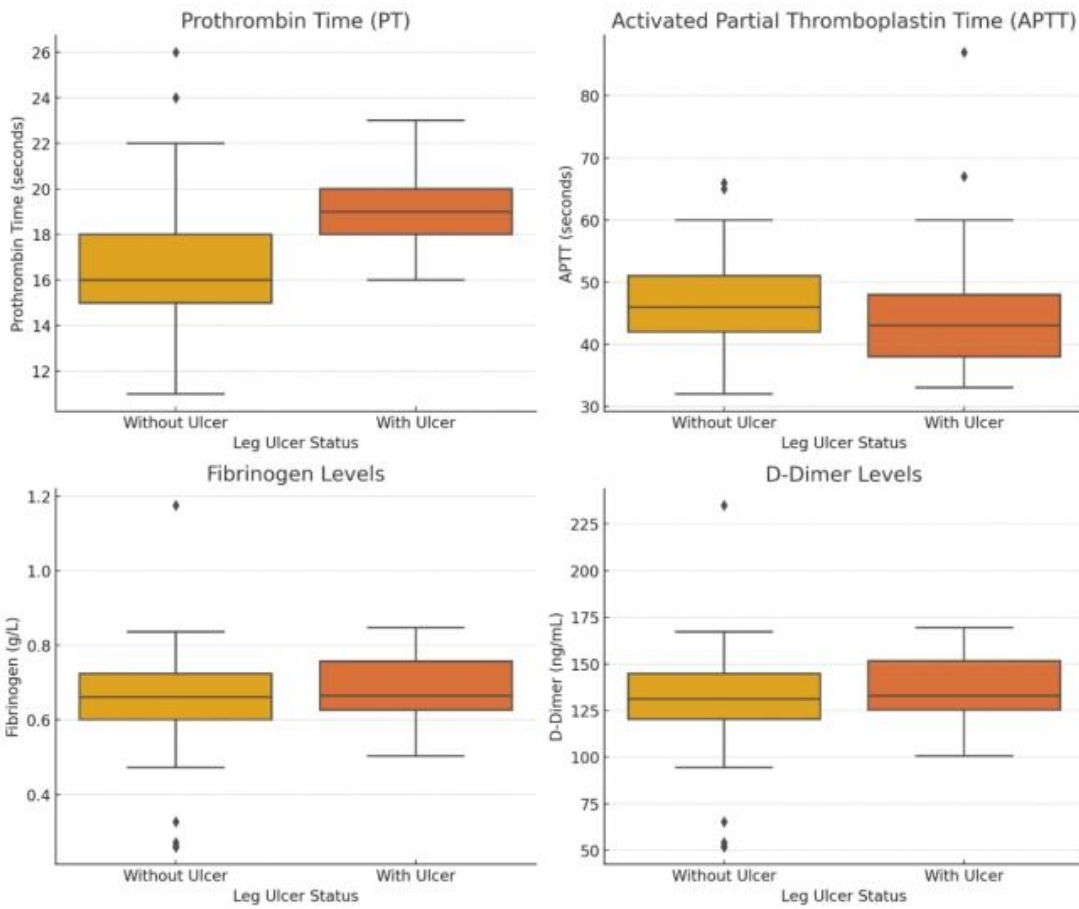 Prothrombin Time (PT)
Prothrombin Time (seconds)
26
24
22
20
18
16
14
12
Without Ulcer
With Ulcer
Leg Ulcer Status
Activated Partial Thromboplastin Time (APTT)
APTT (seconds)
80
70
60
50
40
30
Without Ulcer
With Ulcer
Leg Ulcer Status
Fibrinogen Levels
Fibrinogen (g/L)
1.2
1.0
0.8
0.6
0.4
Without Ulcer
With Ulcer
Leg Ulcer Status
D-Dimer Levels
D-Dimer (ng/mL)
225
200
175
150
125
100
75
50
Without Ulcer
With Ulcer
Leg Ulcer Status